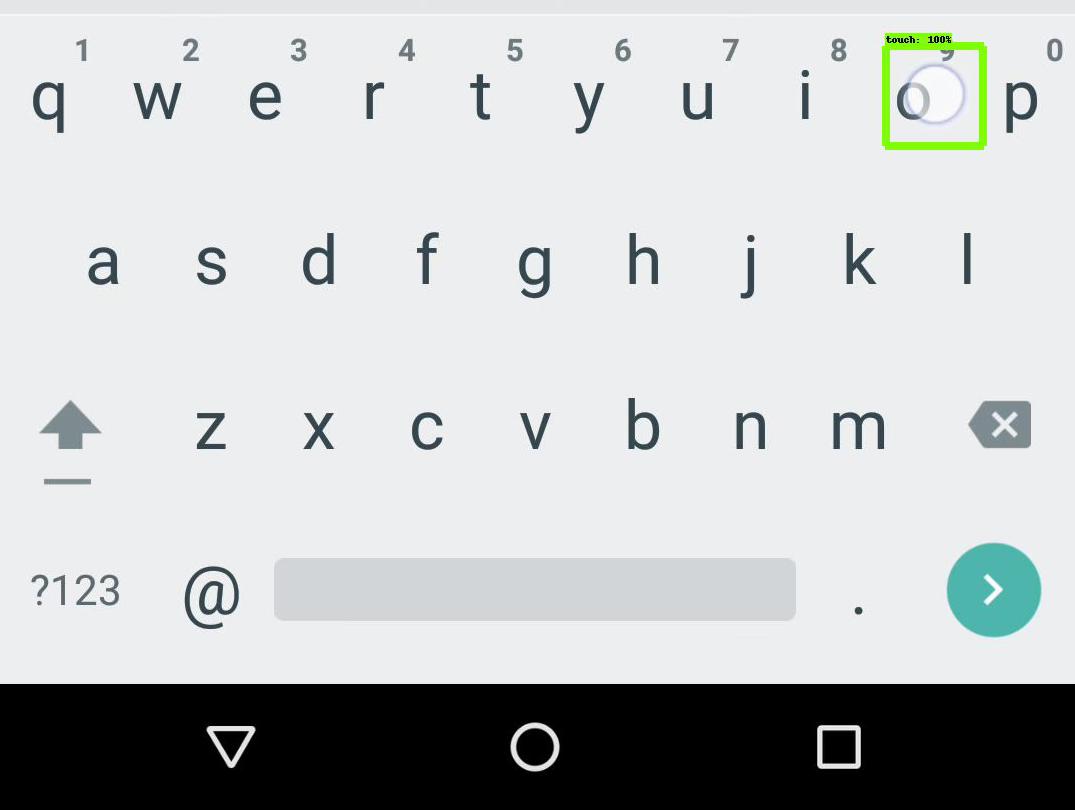 touch: 100%
1 2 3 4 5 6 7 8 9 0
q w e r t y u i o p
a s d f g h j k l
z x c v b n m
?123 @ .